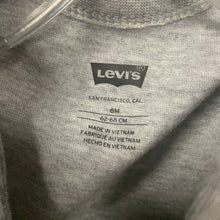 LEVI'S
SAN FRANCISCO, CAL.
6M
62-68 CM
MADE IN VIETNAM
FABRIQUÉ AU VIETNAM
HECHO EN VIETNAM